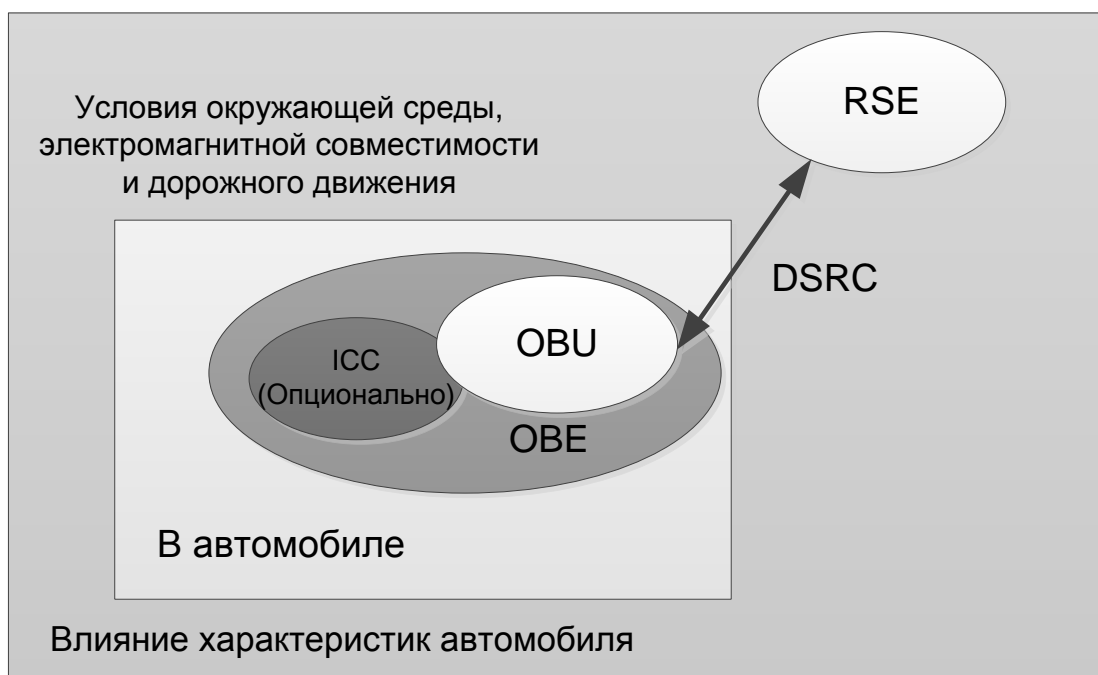 RSE
Условия окружающей среды,
электромагнитной совместимости
и дорожного движения
DSRC
OBU
ICC
(Опционально)
OBE
В автомобиле
Влияние характеристик автомобиля